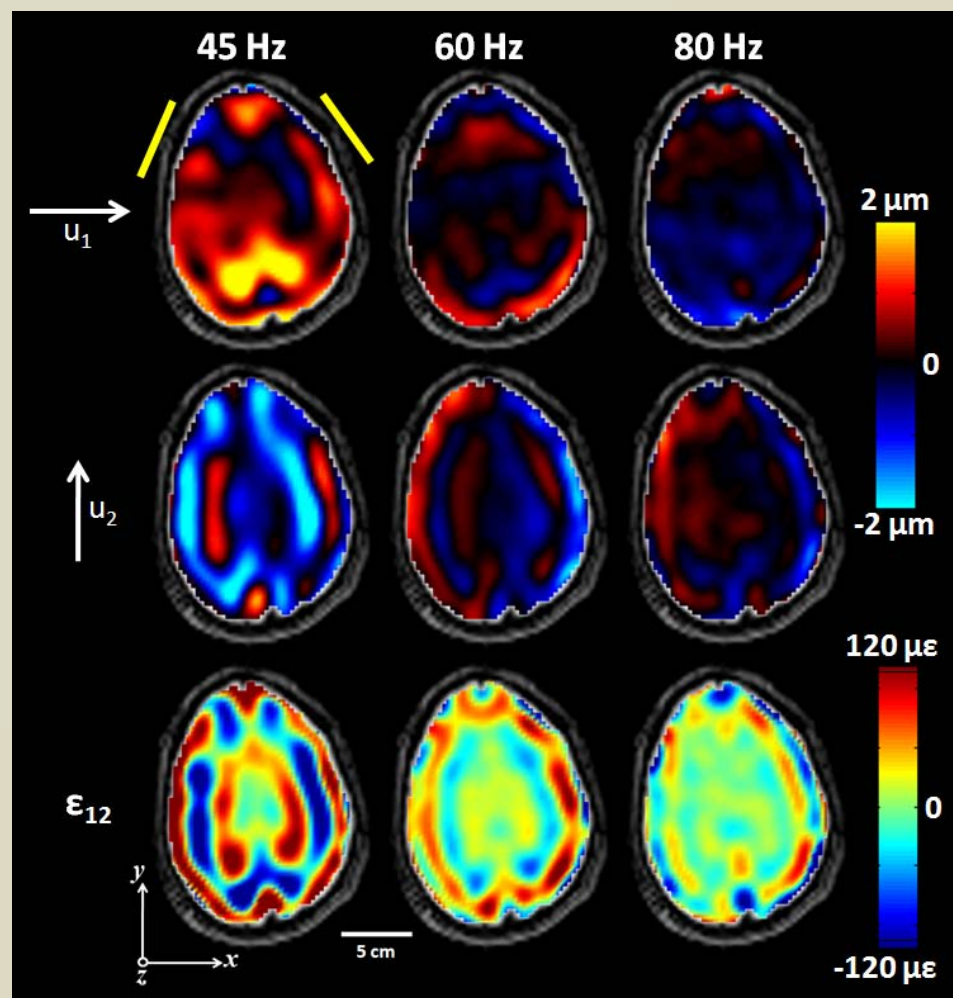 45 Hz 60 Hz 80 Hz
2 µm
u₁
0
u₂
-2 µm
120 µε
ε₁₂
0
y
x
z
5 cm
-120 µε